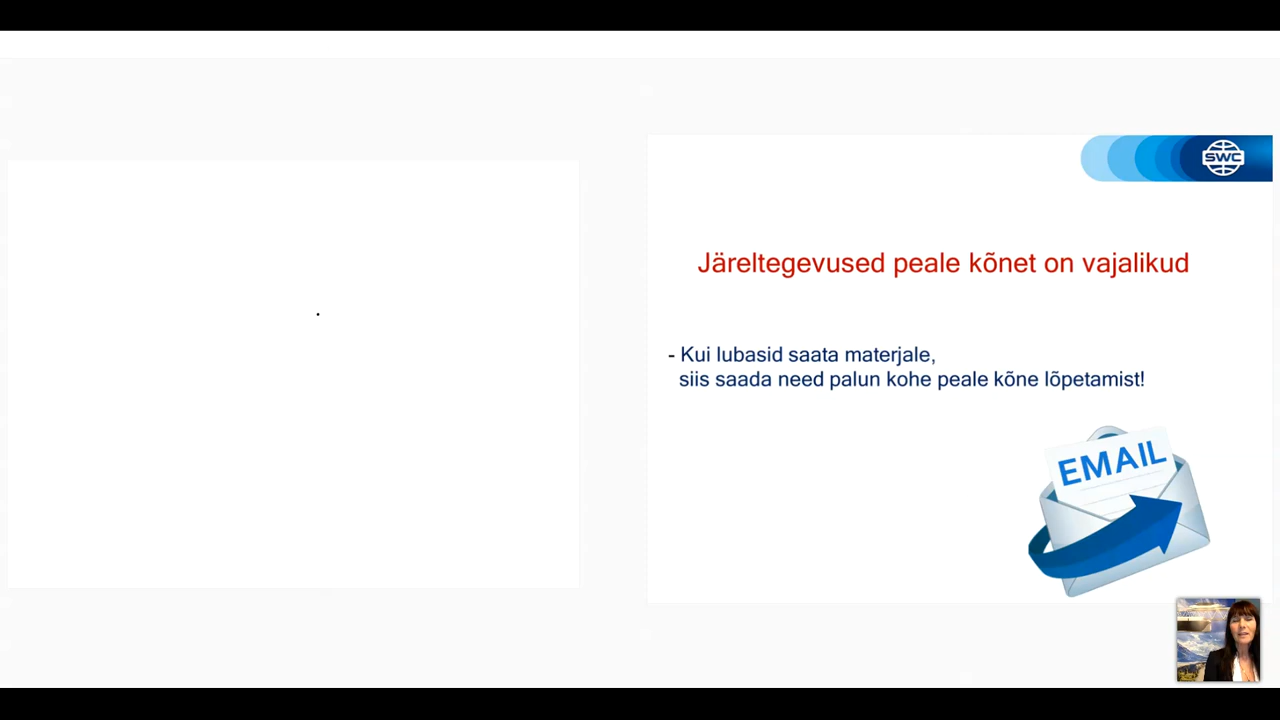 SWC
Järeltegevused peale kõnet on vajalikud
- Kui lubasid saata materjale,
siis saada need palun kohe peale kõne lõpetamist!
EMAIL